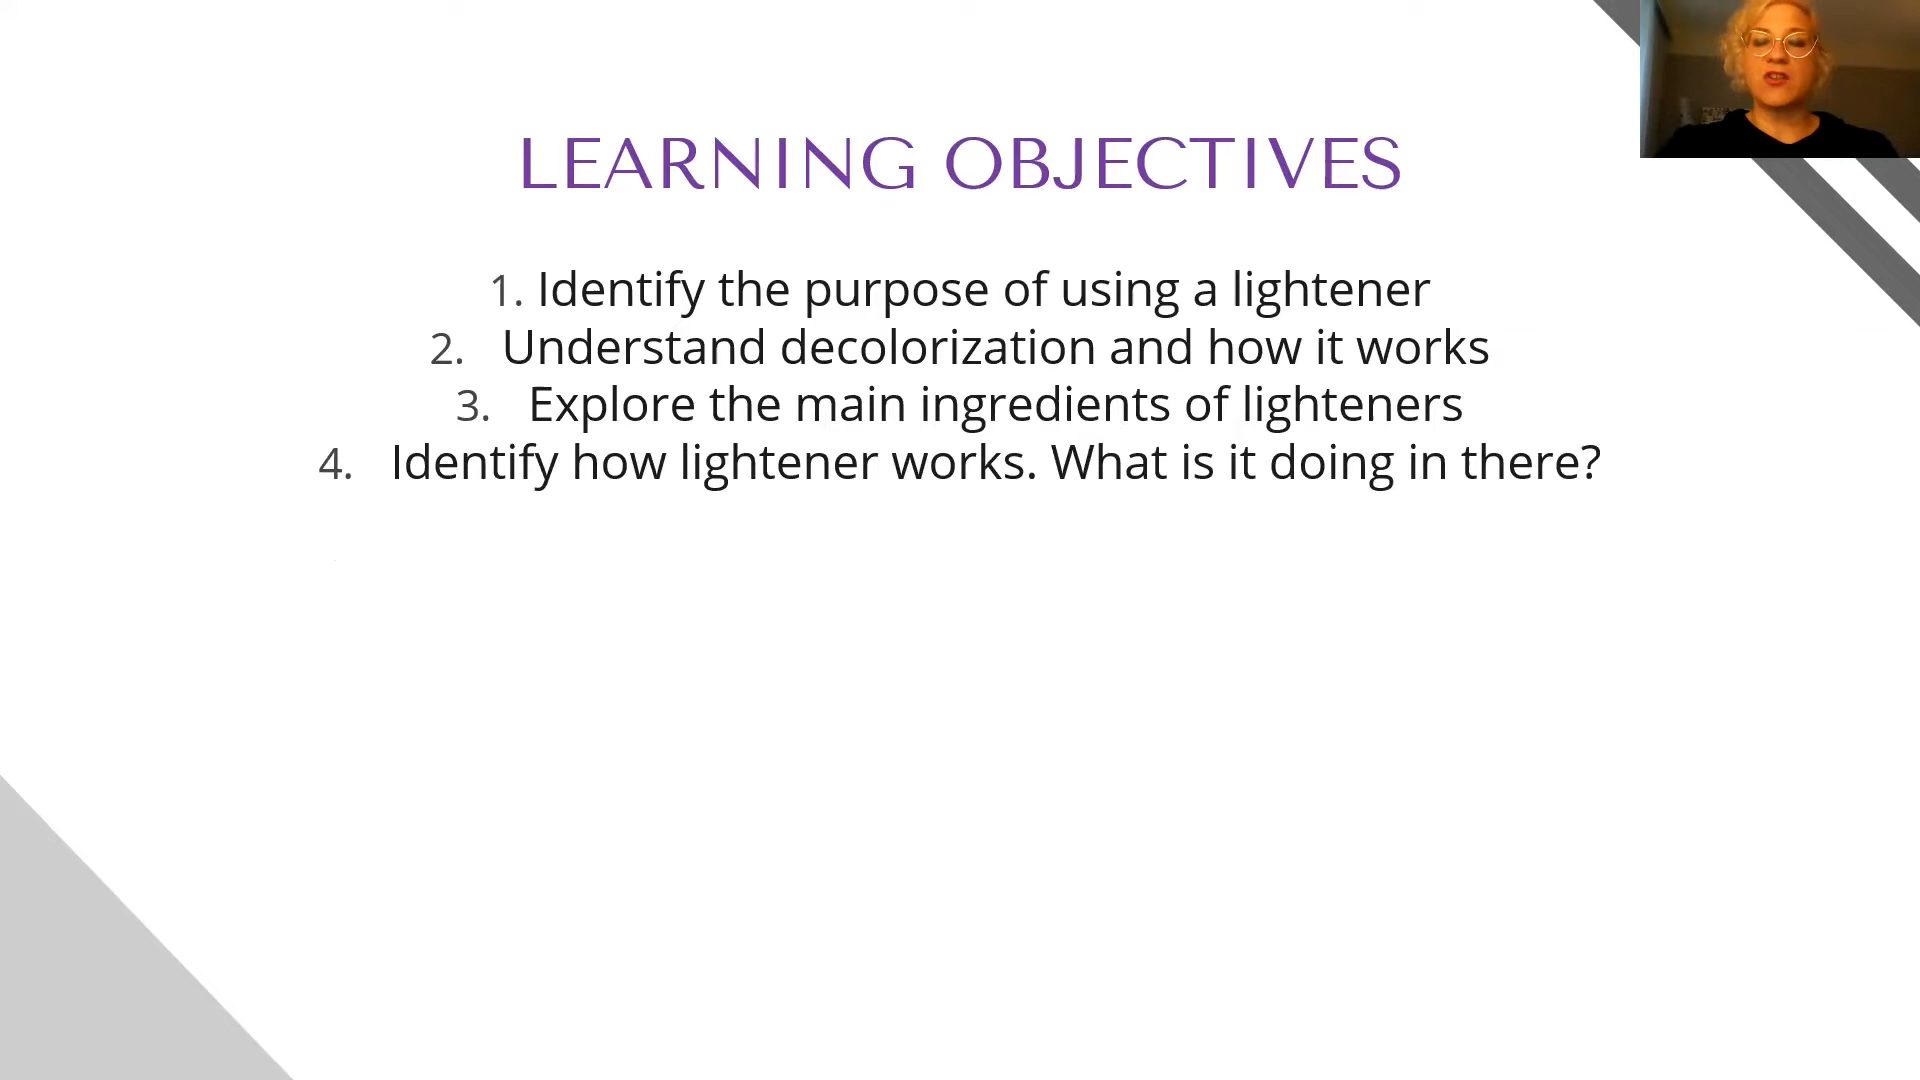 LEARNING OBJECTIVES
1. Identify the purpose of using a lightener
2. Understand decolorization and how it works
3. Explore the main ingredients of lighteners
4. Identify how lightener works. What is it doing in there?